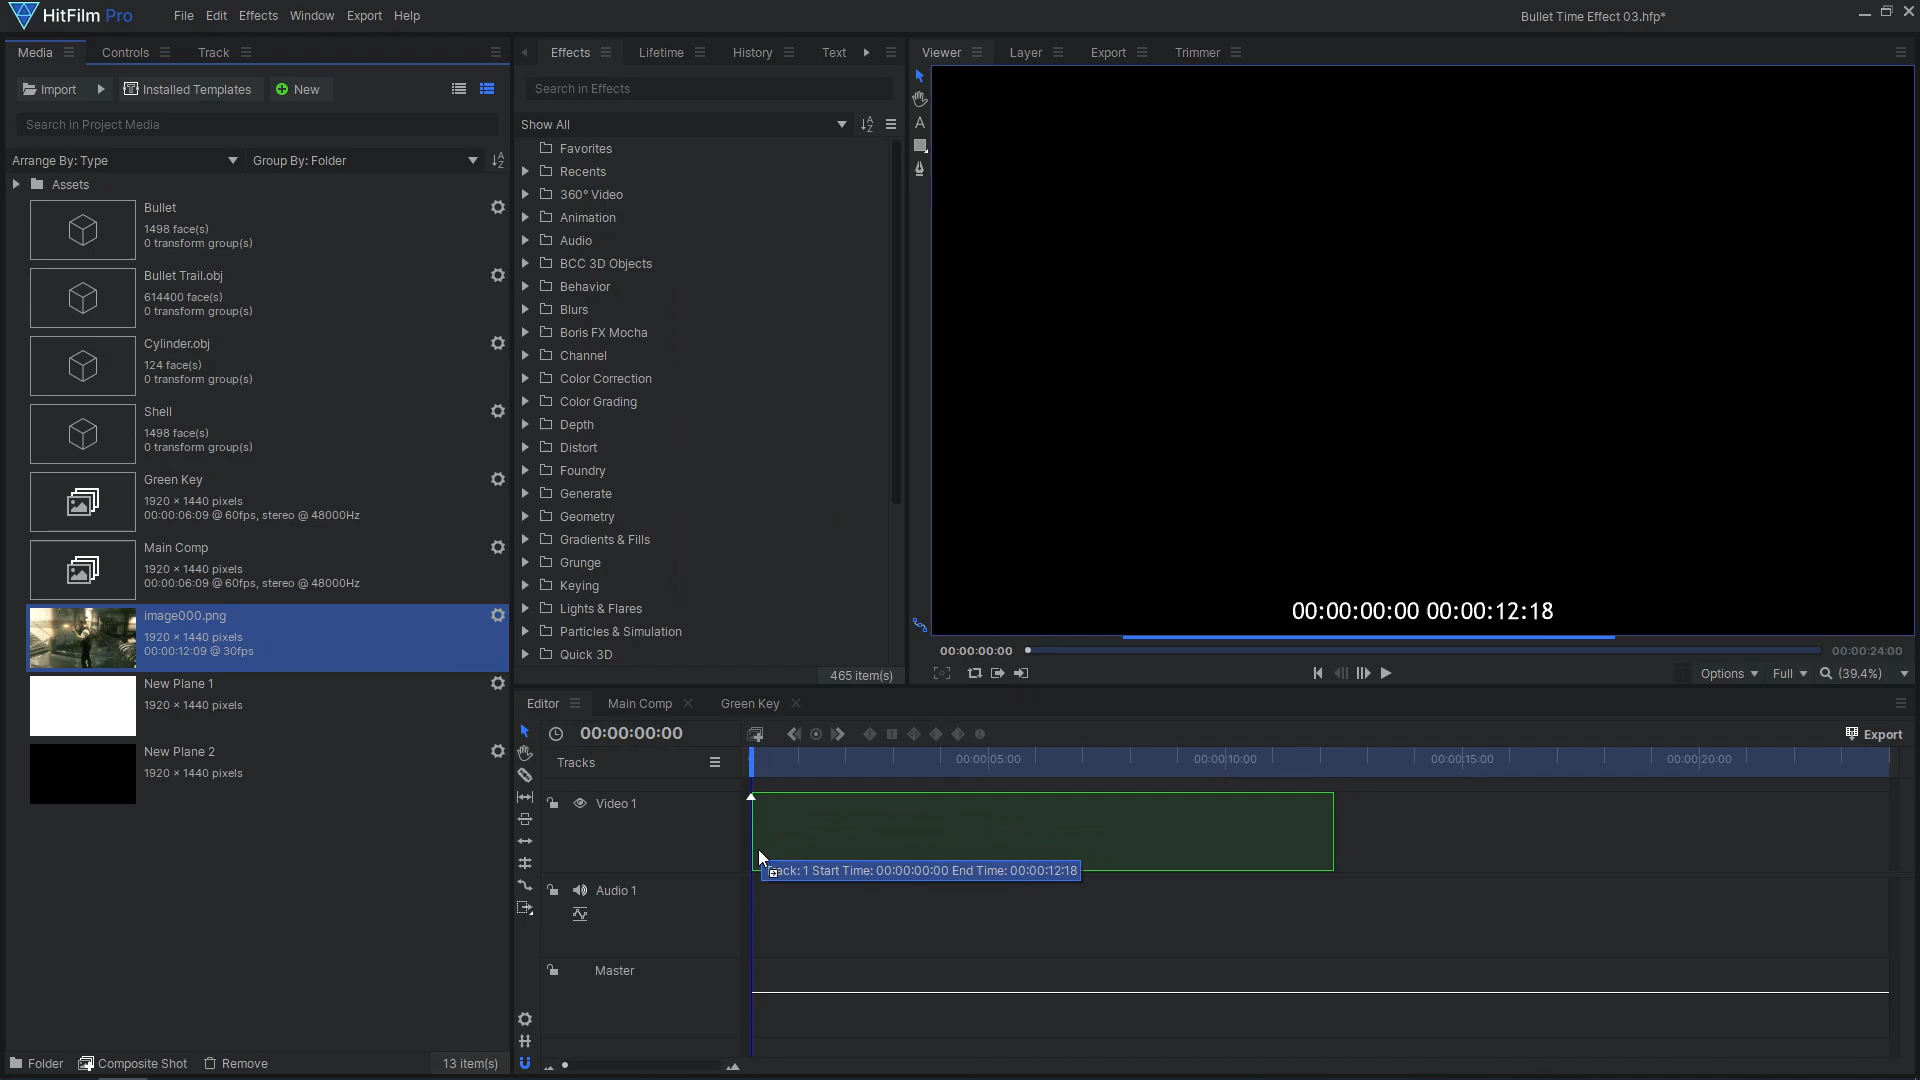 HitFilm Pro
File Edit Effects Window Export Help
Bullet Time Effect 03.hfp*
Media Controls Track
Import Installed Templates New
Search in Project Media
Arrange By: Type Group By: Folder
Assets
Bullet
1498 face(s)
0 transform group(s)
Bullet Trail.obj
614400 face(s)
0 transform group(s)
Cylinder.obj
124 face(s)
0 transform group(s)
Shell
1498 face(s)
0 transform group(s)
Green Key
1920 × 1440 pixels
00:00:06:09 @ 60fps, stereo @ 48000Hz
Main Comp
1920 × 1440 pixels
00:00:06:09 @ 60fps, stereo @ 48000Hz
image000.png
1920 × 1440 pixels
00:00:12:09 @ 30fps
New Plane 1
1920 × 1440 pixels
New Plane 2
1920 × 1440 pixels
Folder Composite Shot Remove 13 item(s)
Effects Lifetime History Text
Search in Effects
Show All
Favorites
Recents
360° Video
Animation
Audio
BCC 3D Objects
Behavior
Blurs
Boris FX Mocha
Channel
Color Correction
Color Grading
Depth
Distort
Foundry
Generate
Geometry
Gradients & Fills
Grunge
Keying
Lights & Flares
Particles & Simulation
Quick 3D
465 item(s)
Viewer Layer Export Trimmer
00:00:00:00 00:00:12:18
00:00:00:00 00:00:24:00
Options Full (39.4%)
Editor Main Comp Green Key
00:00:00:00 Export
Tracks 00:00:05:00 00:00:10:00 00:00:15:00 00:00:20:00
Video 1
Track: 1 Start Time: 00:00:00:00 End Time: 00:00:12:18
Audio 1
Master